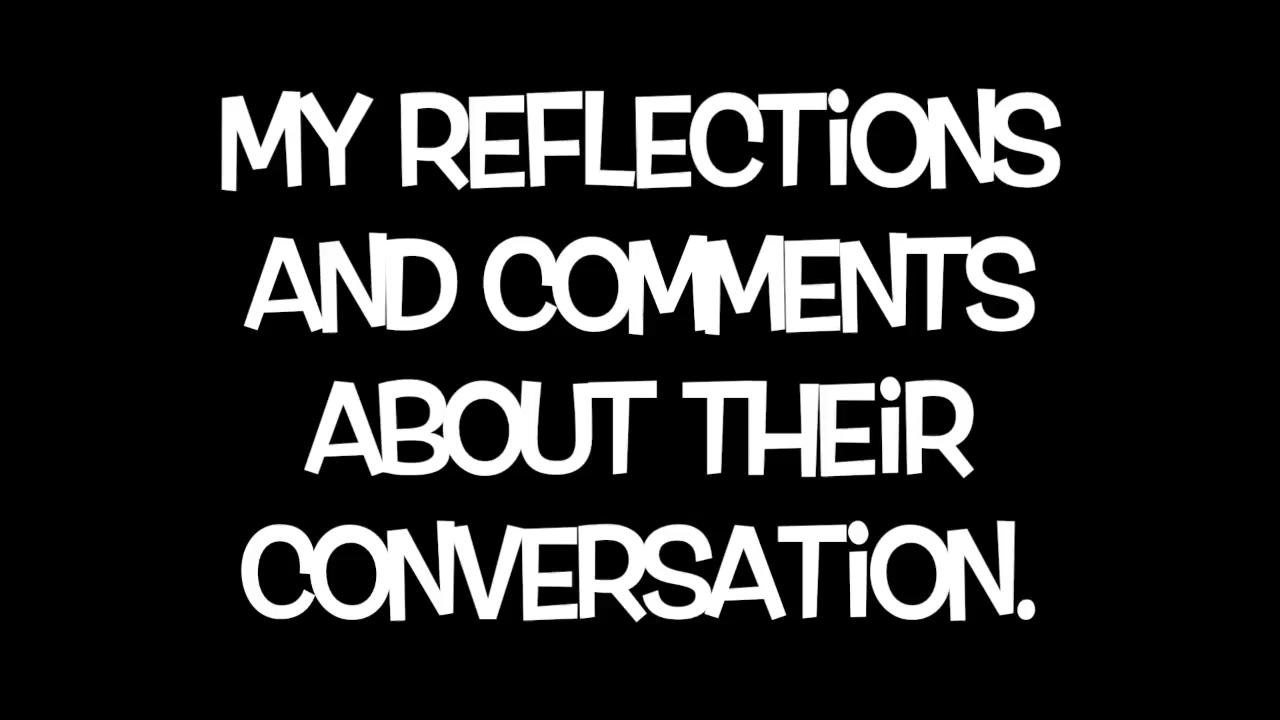 MY REFLECTiONS
AND COMMENTS
ABOUT THEiR
CONVERSATiON.